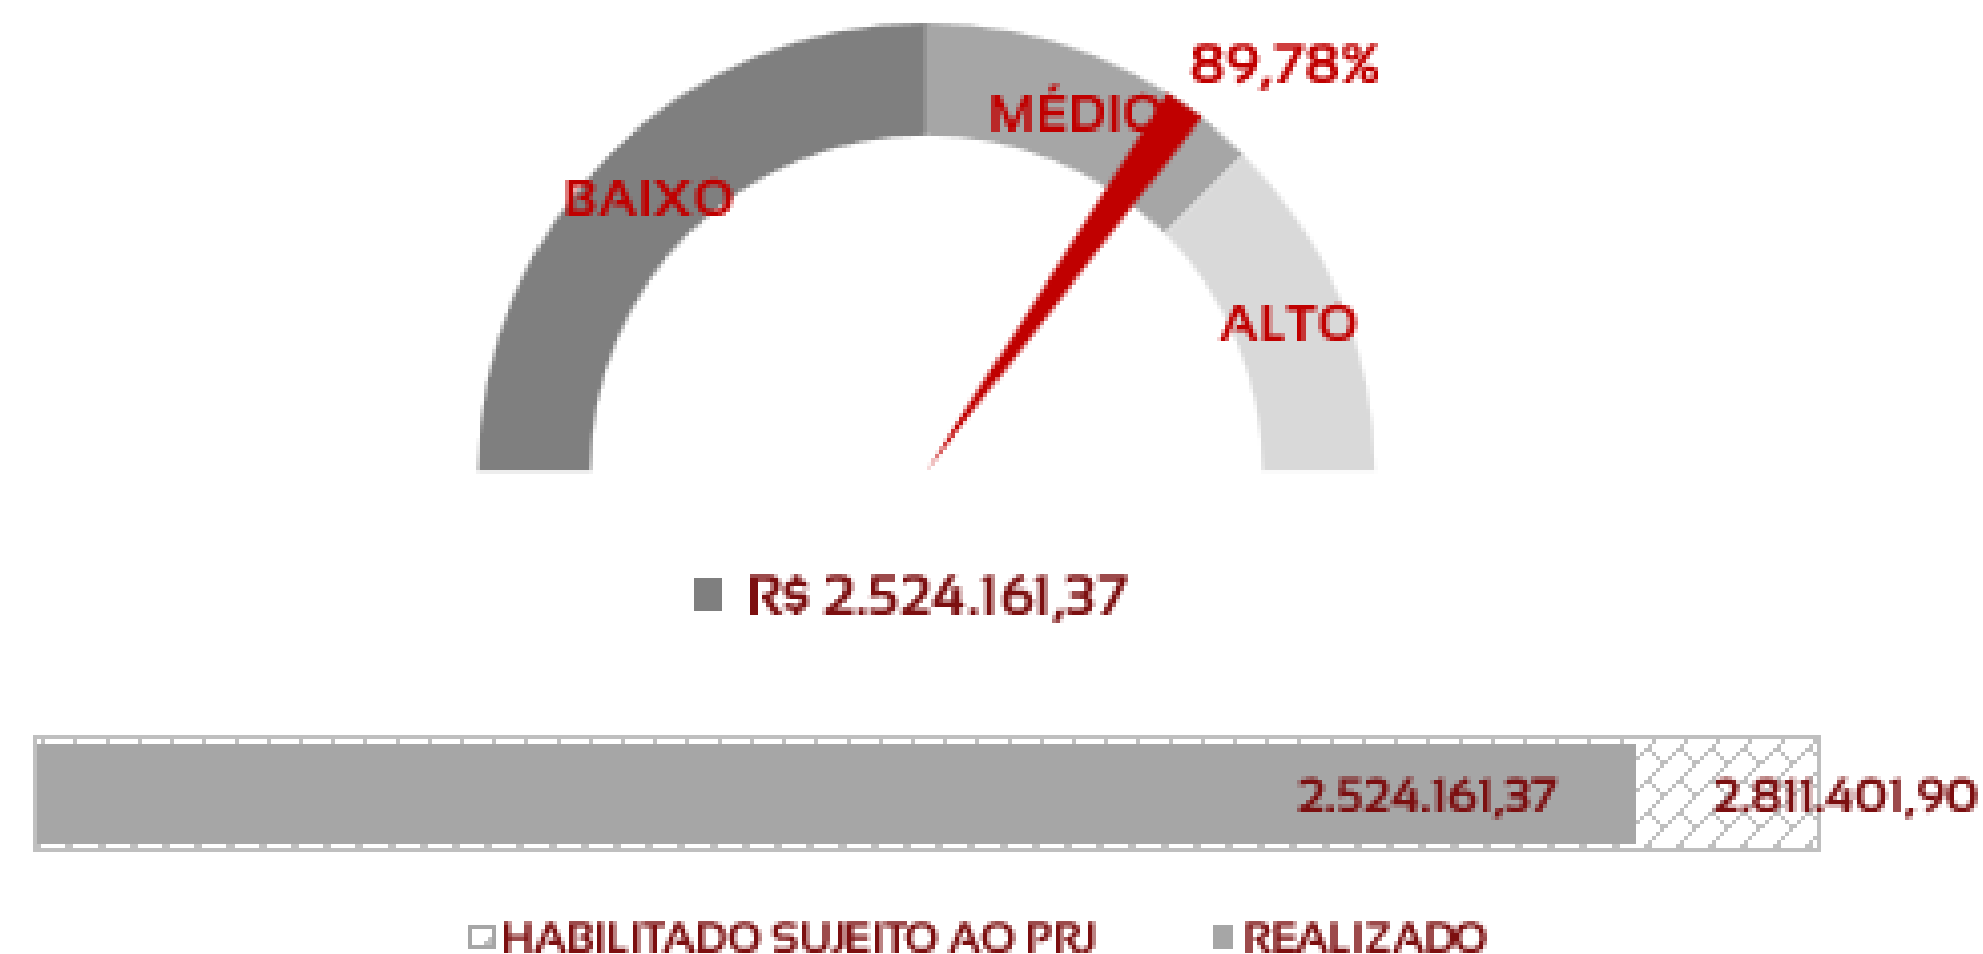 89,78%
MÉDIO
BAIXO
ALTO
R$ 2.524.161,37
2.524.161,37
2.811.401,90
HABILITADO SUJEITO AO PRJ
REALIZADO